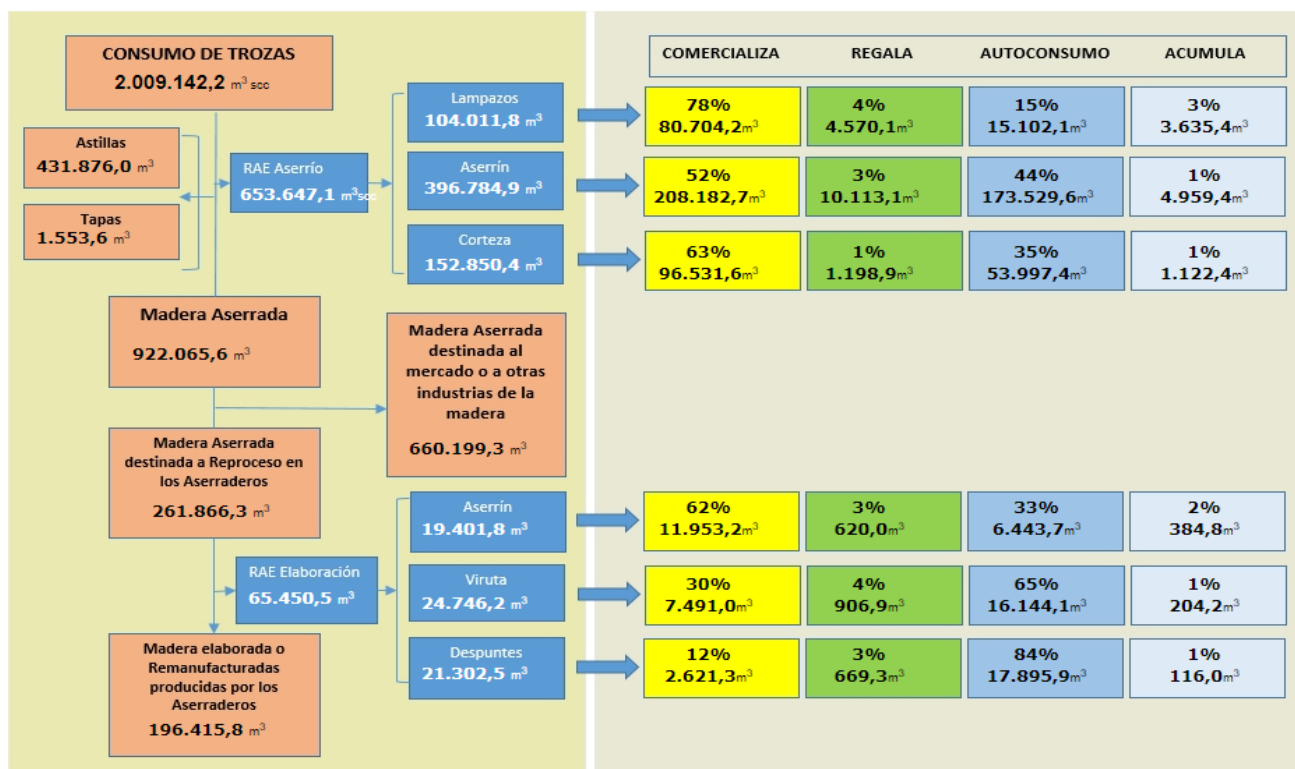 CONSUMO DE TROZAS
2.009.142,2 m³ scc
Astillas
431.876,0 m³
Tapas
1.553,6 m³
RAE Aserrío
653.647,1 m³scc
Lampazos
104.011,8 m³
Aserrín
396.784,9 m³
Corteza
152.850,4 m³
COMERCIALIZA REGALA AUTOCONSUMO ACUMULA
78% 4% 15% 3%
80.704,2m³ 4.570,1m³ 15.102,1m³ 3.635,4m³
52% 3% 44% 1%
208.182,7m³ 10.113,1m³ 173.529,6m³ 4.959,4m³
63% 1% 35% 1%
96.531,6m³ 1.198,9m³ 53.997,4m³ 1.122,4m³
Madera Aserrada
922.065,6 m³
Madera Aserrada
destinada al
mercado o a otras
industrias de la
madera
660.199,3 m³
Madera Aserrada
destinada a Reproceso en
los Aserraderos
261.866,3 m³
RAE Elaboración
65.450,5 m³
Aserrín
19.401,8 m³
Viruta
24.746,2 m³
Despuntes
21.302,5 m³
62% 3% 33% 2%
11.953,2m³ 620,0m³ 6.443,7m³ 384,8m³
30% 4% 65% 1%
7.491,0m³ 906,9m³ 16.144,1m³ 204,2m³
12% 3% 84% 1%
2.621,3m³ 669,3m³ 17.895,9m³ 116,0m³
Madera elaborada o
Remanufacturadas
producidas por los
Aserraderos
196.415,8 m³